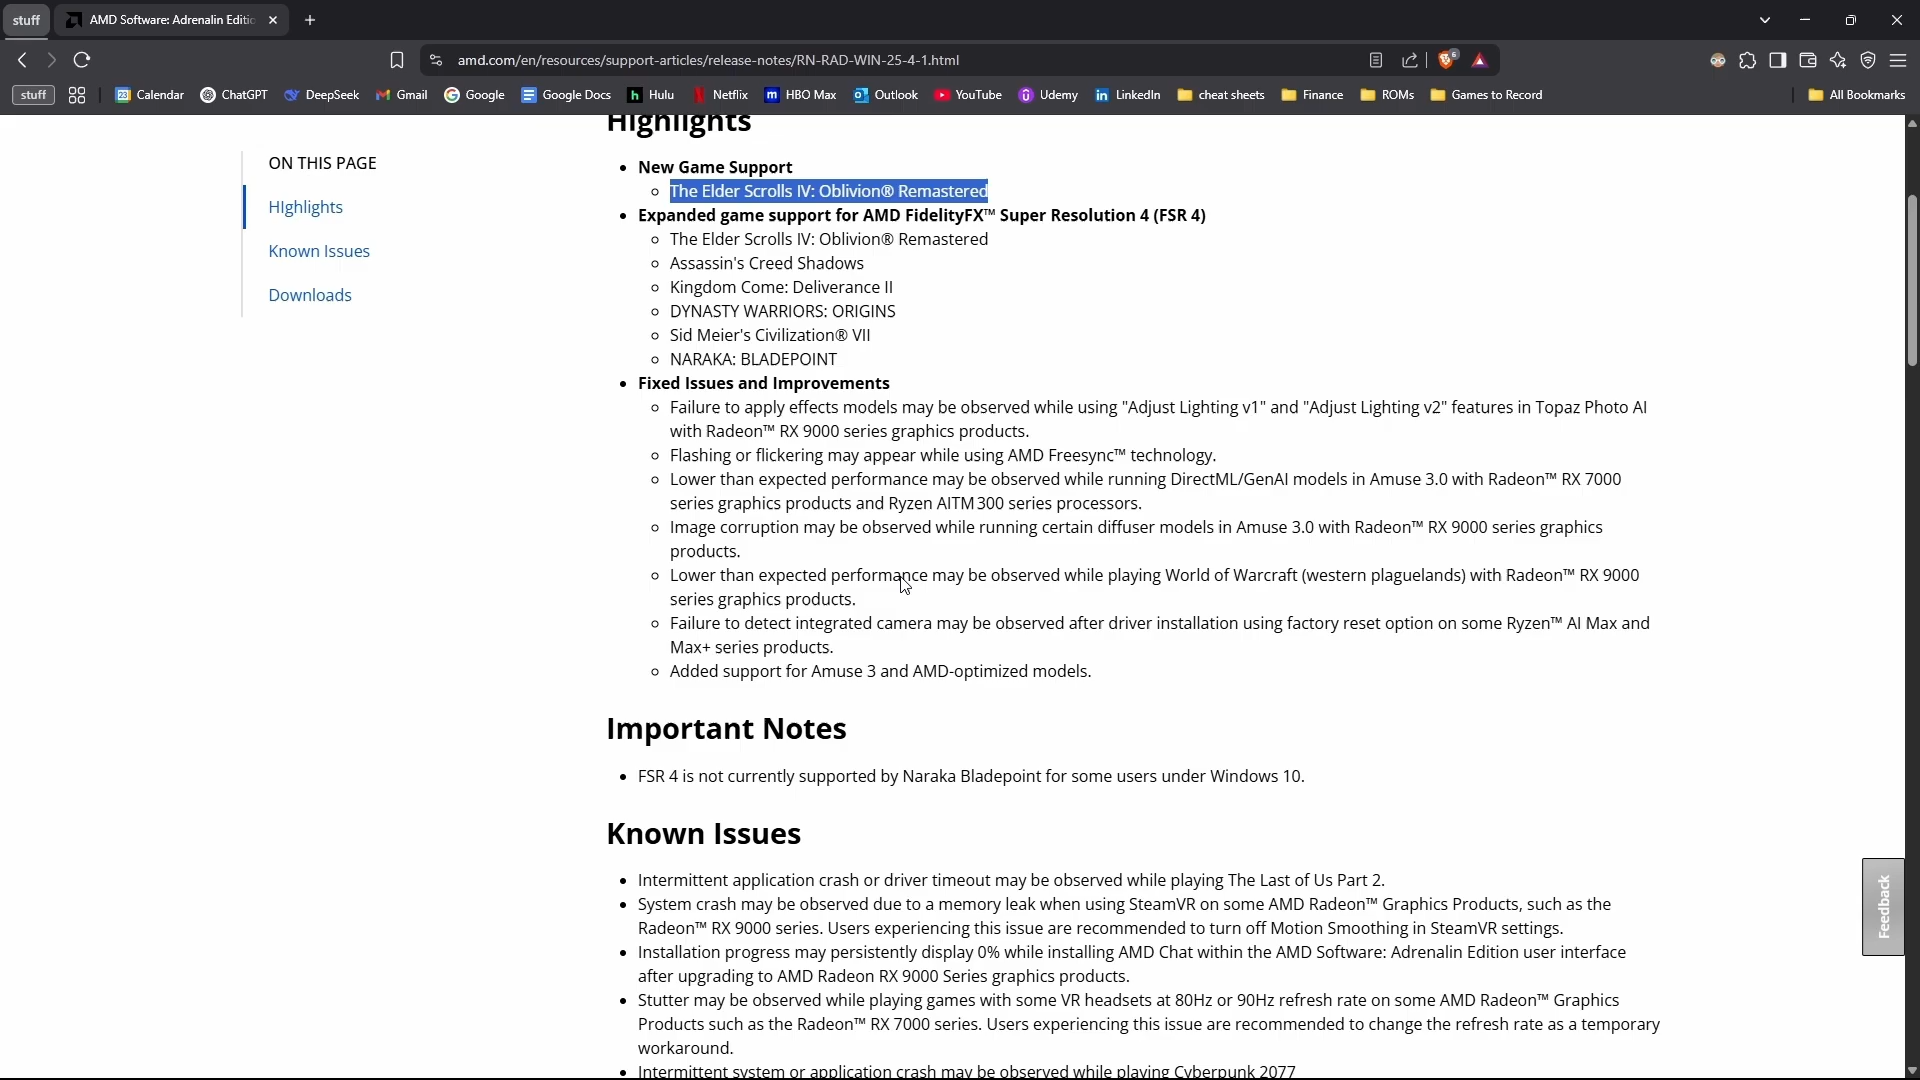 stuff
AMD Software: Adrenalin Editio
amd.com/en/resources/support-articles/release-notes/RN-RAD-WIN-25-4-1.html
6
stuff
23 Calendar
ChatGPT
DeepSeek
Gmail
Google
Google Docs
h Hulu
Netflix
m HBO Max
Outlook
YouTube
Udemy
in LinkedIn
cheat sheets
Finance
ROMs
Games to Record
All Bookmarks
ON THIS PAGE
HIghlights
Known Issues
Downloads
Highlights
New Game Support
The Elder Scrolls IV: Oblivion® Remastered
Expanded game support for AMD FidelityFX™ Super Resolution 4 (FSR 4)
The Elder Scrolls IV: Oblivion® Remastered
Assassin's Creed Shadows
Kingdom Come: Deliverance II
DYNASTY WARRIORS: ORIGINS
Sid Meier's Civilization® VII
NARAKA: BLADEPOINT
Fixed Issues and Improvements
Failure to apply effects models may be observed while using "Adjust Lighting v1" and "Adjust Lighting v2" features in Topaz Photo AI
with Radeon™ RX 9000 series graphics products.
Flashing or flickering may appear while using AMD Freesync™ technology.
Lower than expected performance may be observed while running DirectML/GenAI models in Amuse 3.0 with Radeon™ RX 7000
series graphics products and Ryzen AITM 300 series processors.
Image corruption may be observed while running certain diffuser models in Amuse 3.0 with Radeon™ RX 9000 series graphics
products.
Lower than expected performance may be observed while playing World of Warcraft (western plaguelands) with Radeon™ RX 9000
series graphics products.
Failure to detect integrated camera may be observed after driver installation using factory reset option on some Ryzen™ AI Max and
Max+ series products.
Added support for Amuse 3 and AMD-optimized models.
Important Notes
FSR 4 is not currently supported by Naraka Bladepoint for some users under Windows 10.
Known Issues
Intermittent application crash or driver timeout may be observed while playing The Last of Us Part 2.
System crash may be observed due to a memory leak when using SteamVR on some AMD Radeon™ Graphics Products, such as the
Radeon™ RX 9000 series. Users experiencing this issue are recommended to turn off Motion Smoothing in SteamVR settings.
Installation progress may persistently display 0% while installing AMD Chat within the AMD Software: Adrenalin Edition user interface
after upgrading to AMD Radeon RX 9000 Series graphics products.
Stutter may be observed while playing games with some VR headsets at 80Hz or 90Hz refresh rate on some AMD Radeon™ Graphics
Products such as the Radeon™ RX 7000 series. Users experiencing this issue are recommended to change the refresh rate as a temporary
workaround.
Intermittent system or application crash may be observed while playing Cyberpunk 2077
Feedback